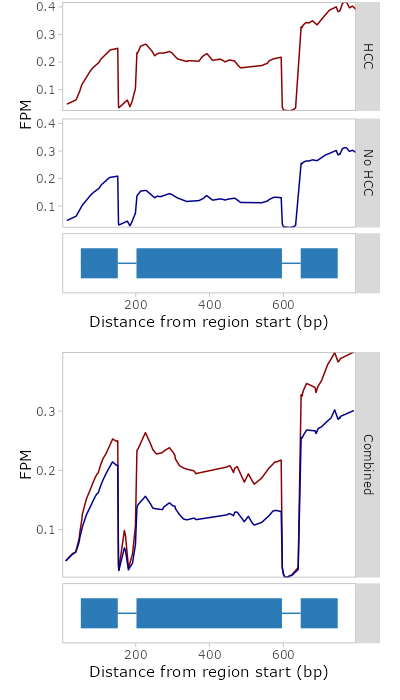 0.4
0.3
0.2
0.1
HCC
FPM
0.4
0.3
0.2
0.1
No HCC
200 400 600
Distance from region start (bp)
0.3
0.2
0.1
FPM
Combined
200 400 600
Distance from region start (bp)